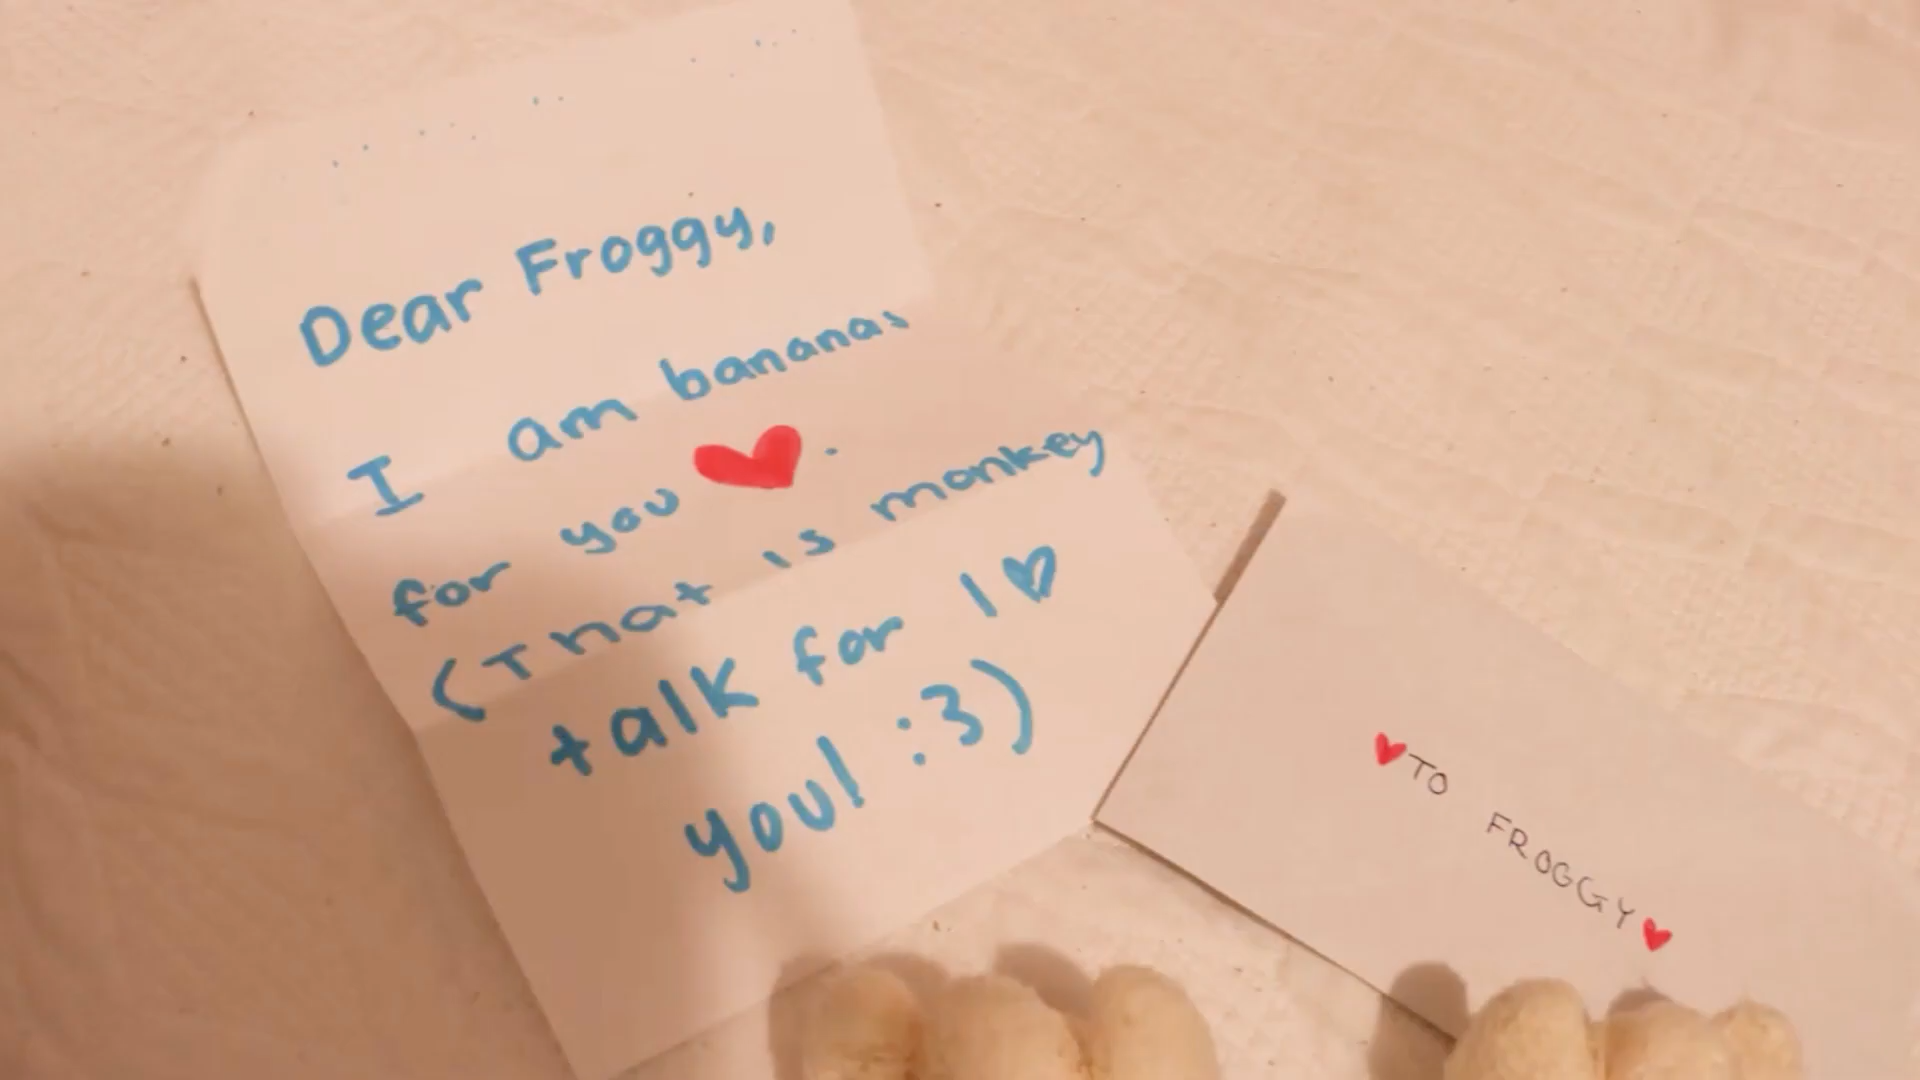 Dear Froggy,
I am bananas
for you ❤.
(That is monkey
talk for I ♡
you! :3)
❤TO FROGGY❤